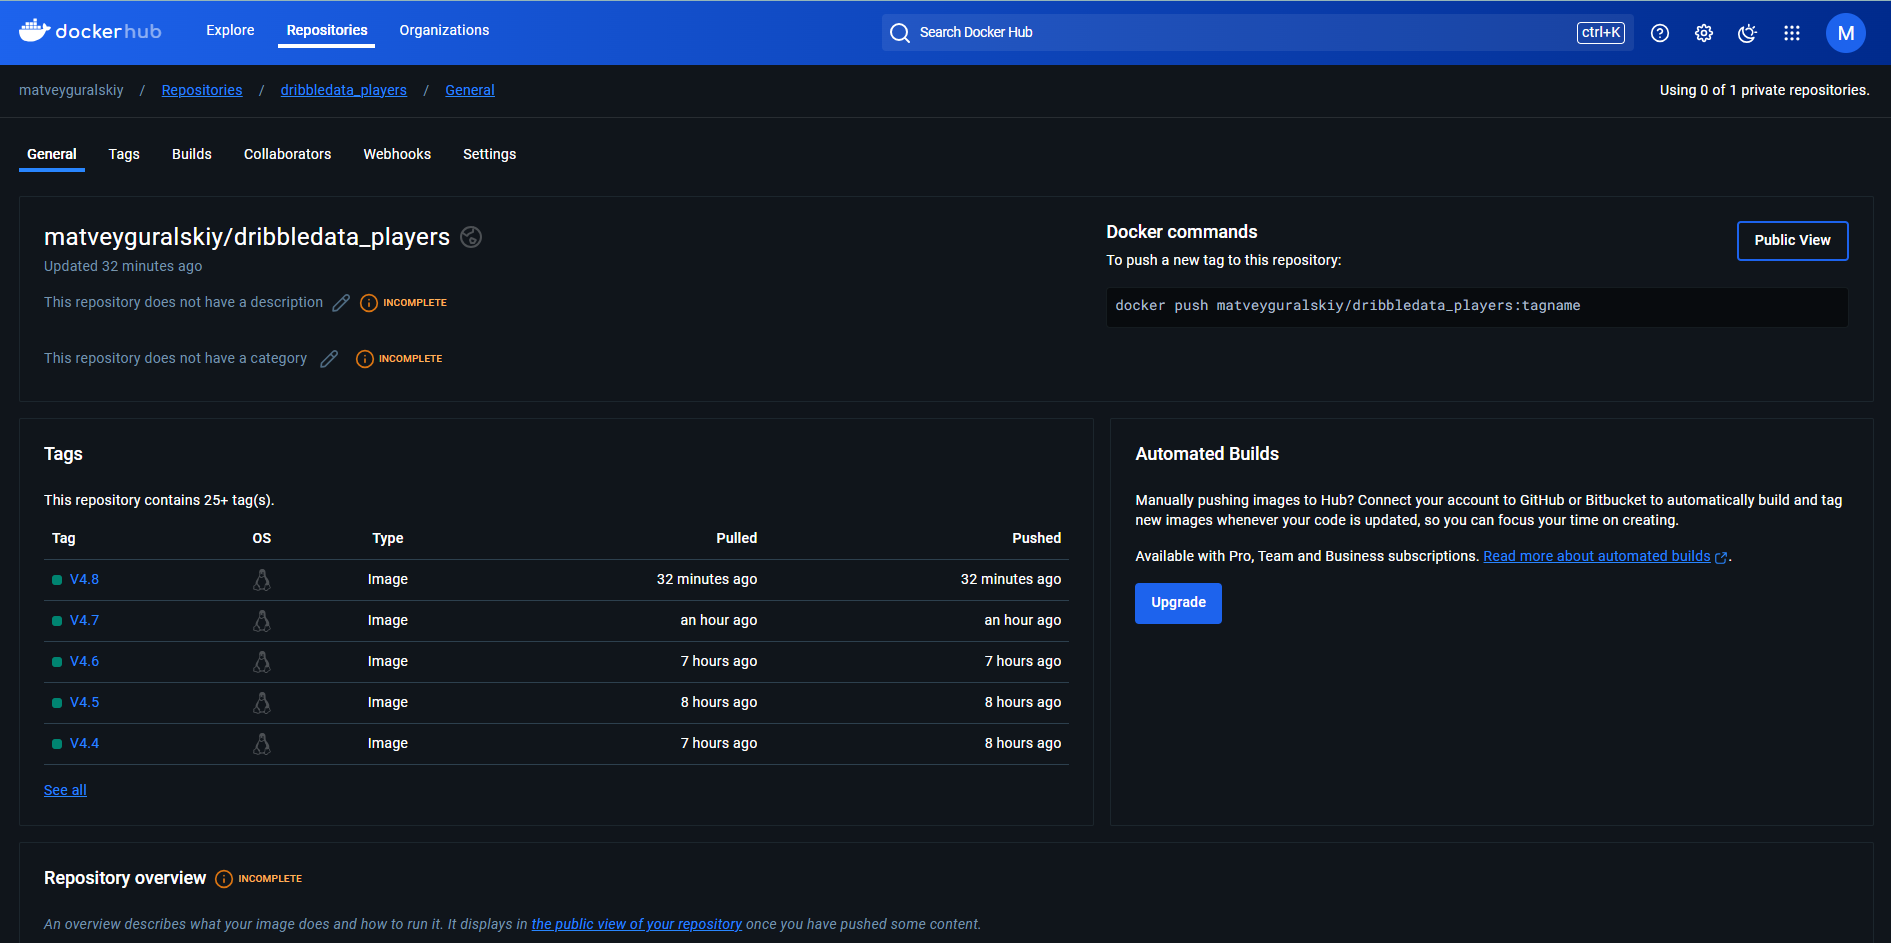 dockerhub Explore Repositories Organizations Search Docker Hub ctrl+K M
matveyguralskiy / Repositories / dribbledata_players / General Using 0 of 1 private repositories.
General Tags Builds Collaborators Webhooks Settings
matveyguralskiy/dribbledata_players
Updated 32 minutes ago
This repository does not have a description INCOMPLETE
This repository does not have a category INCOMPLETE
Docker commands
To push a new tag to this repository:
Public View
docker push matveyguralskiy/dribbledata_players:tagname
Tags
This repository contains 25+ tag(s).
Tag OS Type Pulled Pushed
V4.8 Image 32 minutes ago 32 minutes ago
V4.7 Image an hour ago an hour ago
V4.6 Image 7 hours ago 7 hours ago
V4.5 Image 8 hours ago 8 hours ago
V4.4 Image 7 hours ago 8 hours ago
See all
Automated Builds
Manually pushing images to Hub? Connect your account to GitHub or Bitbucket to automatically build and tag
new images whenever your code is updated, so you can focus your time on creating.
Available with Pro, Team and Business subscriptions. Read more about automated builds.
Upgrade
Repository overview INCOMPLETE
An overview describes what your image does and how to run it. It displays in the public view of your repository once you have pushed some content.